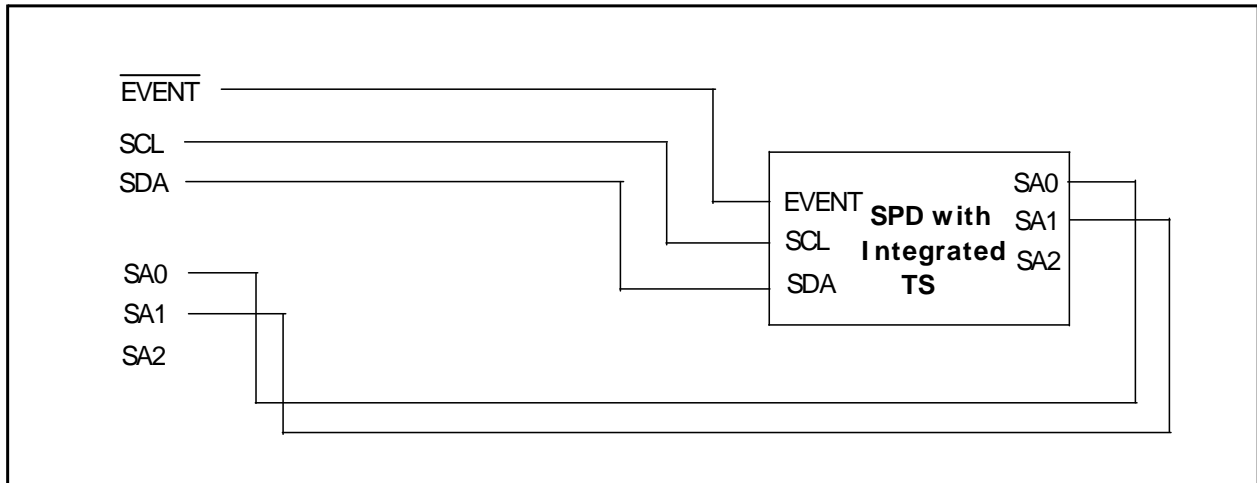 EVENT
SCL
SDA
SA0
SA1
SA2
EVENT
SCL
SDA
SPD with
Integrated
TS
SA0
SA1
SA2